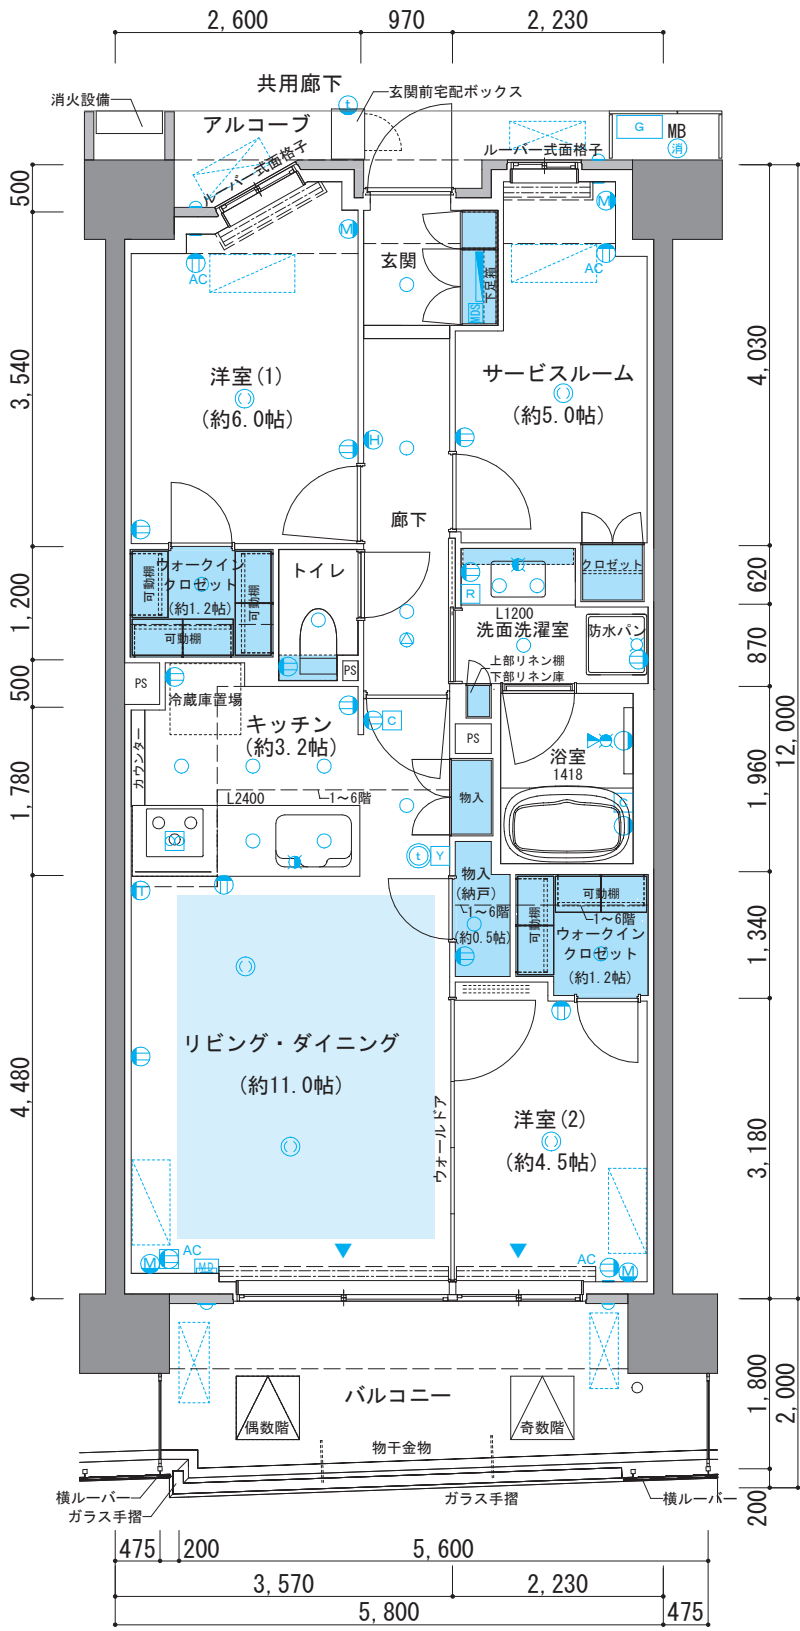 2,600
970
2,230
共用廊下
消火設備
アルコーブ
玄関前宅配ボックス
t
G
MB
消
ルーバー式面格子
ルーバー式面格子
500
M
M
AC
AC
玄関
下足箱
MDS
3,540
4,030
洋室(1)
(約6.0帖)
サービスルーム
(約5.0帖)
H
廊下
ウォークイン
クロゼット
(約1.2帖)
可動棚
可動棚
可動棚
トイレ
クロゼット
R
L1200
洗面洗濯室
防水パン
1,200
620
870
上部リネン棚
下部リネン庫
PS
PS
500
冷蔵庫置場
キッチン
(約3.2帖)
C
PS
カウンター
浴室
1418
1,780
1,960
12,000
L2400
1〜6階
物入
C
Y
t
Y
T
物入
(納戸)
1〜6階
(約0.5帖)
可動棚
可動棚
1〜6階
ウォークイン
クロゼット
(約1.2帖)
1,340
リビング・ダイニング
(約11.0帖)
4,480
ウォールドア
洋室(2)
(約4.5帖)
3,180
M
AC
MD
AC
M
バルコニー
偶数階
奇数階
物干金物
1,800
2,000
横ルーバー
ガラス手摺
ガラス手摺
横ルーバー
200
475
200
5,600
3,570
2,230
5,800
475